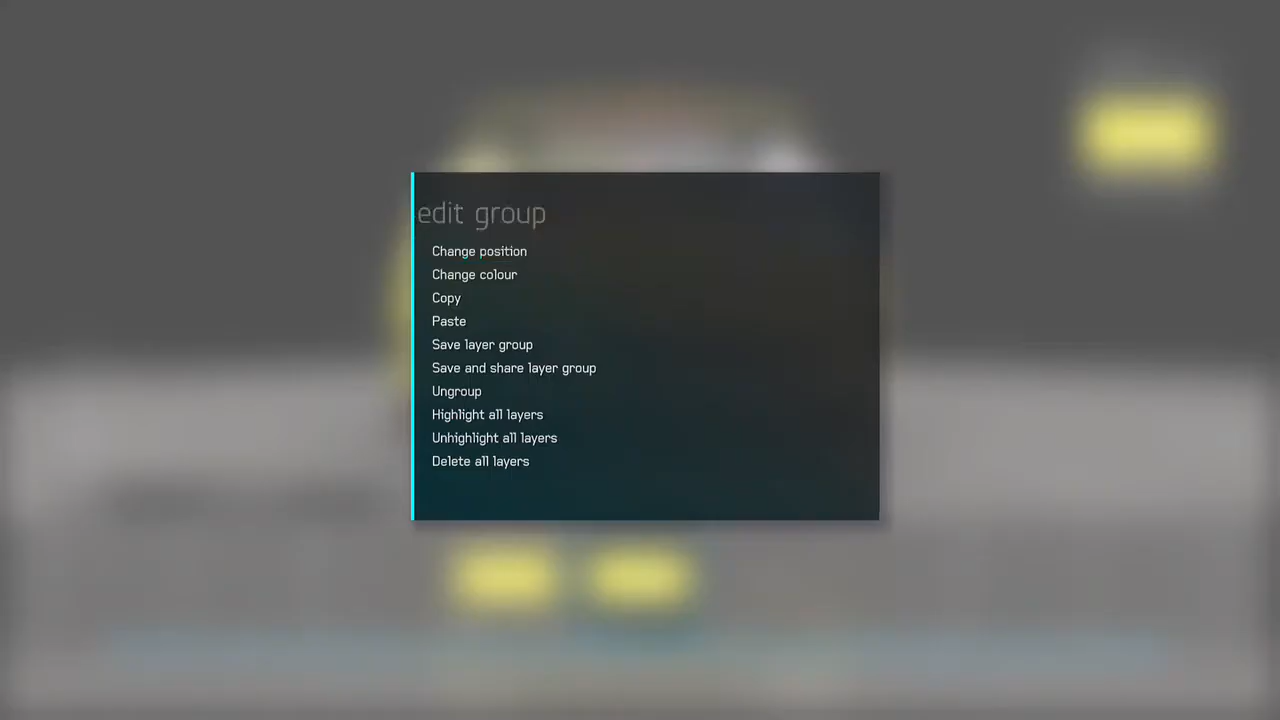 edit group
Change position
Change colour
Copy
Paste
Save layer group
Save and share layer group
Ungroup
Highlight all layers
Unhighlight all layers
Delete all layers